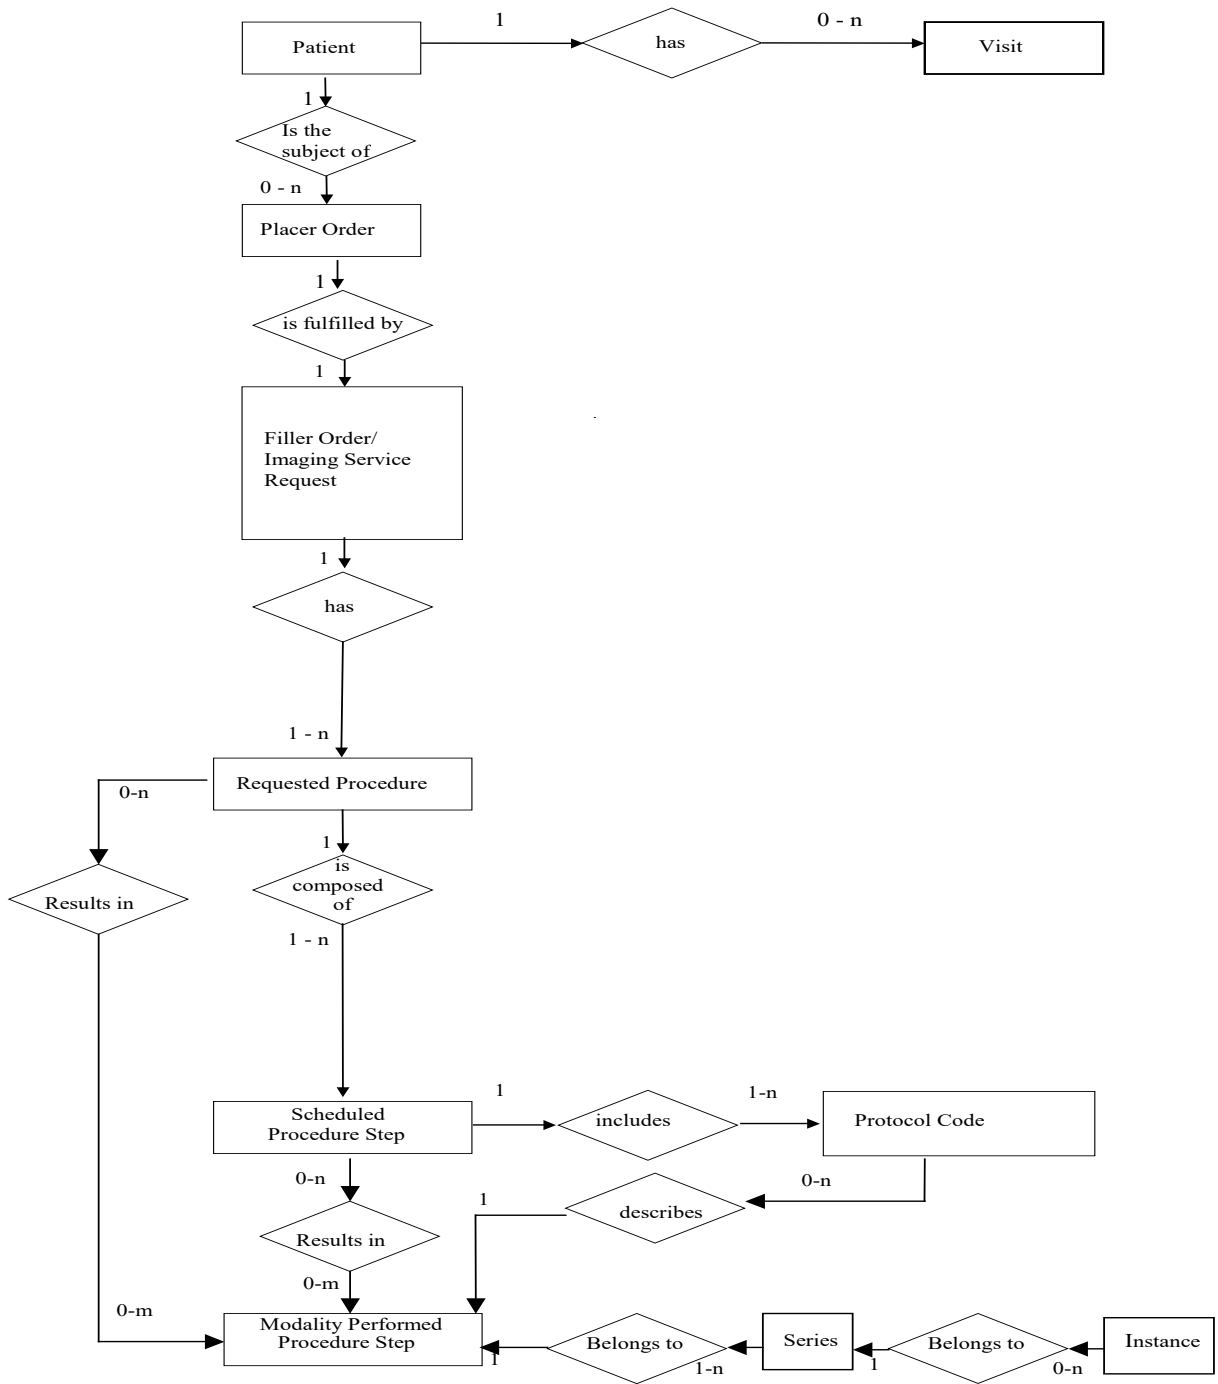 1
0 - n
Patient
has
Visit
1
Is the
subject of
0 - n
Placer Order
1
is fulfilled by
1
Filler Order/
Imaging Service
Request
1
has
1 - n
Requested Procedure
0-n
1
is
composed
of
Results in
1 - n
Scheduled
Procedure Step
1
includes
1-n
Protocol Code
0-n
0-n
1
describes
Results in
0-m
0-m
Modality Performed
Procedure Step
1
Belongs to
1-n
Series
1
Belongs to
0-n
Instance